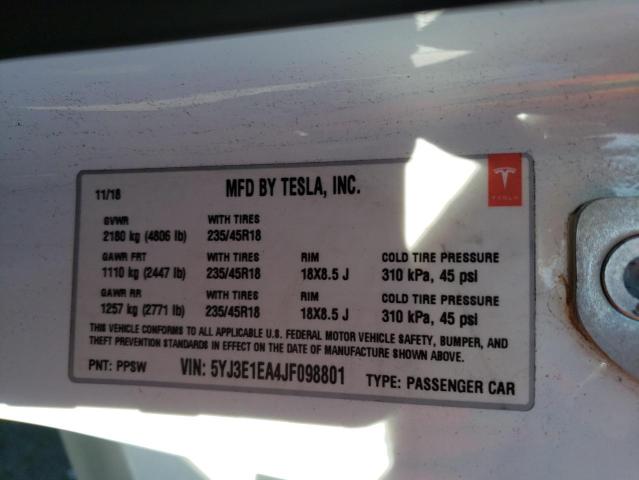 11/18 MFD BY TESLA, INC.
TESLA
GVWR WITH TIRES
2180 kg (4806 lb) 235/45R18
GAWR FRT WITH TIRES RIM COLD TIRE PRESSURE
1110 kg (2447 lb) 235/45R18 18X8.5 J 310 kPa, 45 psi
GAWR RR WITH TIRES RIM COLD TIRE PRESSURE
1257 kg (2771 lb) 235/45R18 18X8.5 J 310 kPa, 45 psi
THIS VEHICLE CONFORMS TO ALL APPLICABLE U.S. FEDERAL MOTOR VEHICLE SAFETY, BUMPER, AND
THEFT PREVENTION STANDARDS IN EFFECT ON THE DATE OF MANUFACTURE SHOWN ABOVE.
PNT: PPSW VIN: 5YJ3E1EA4JF098801 TYPE: PASSENGER CAR